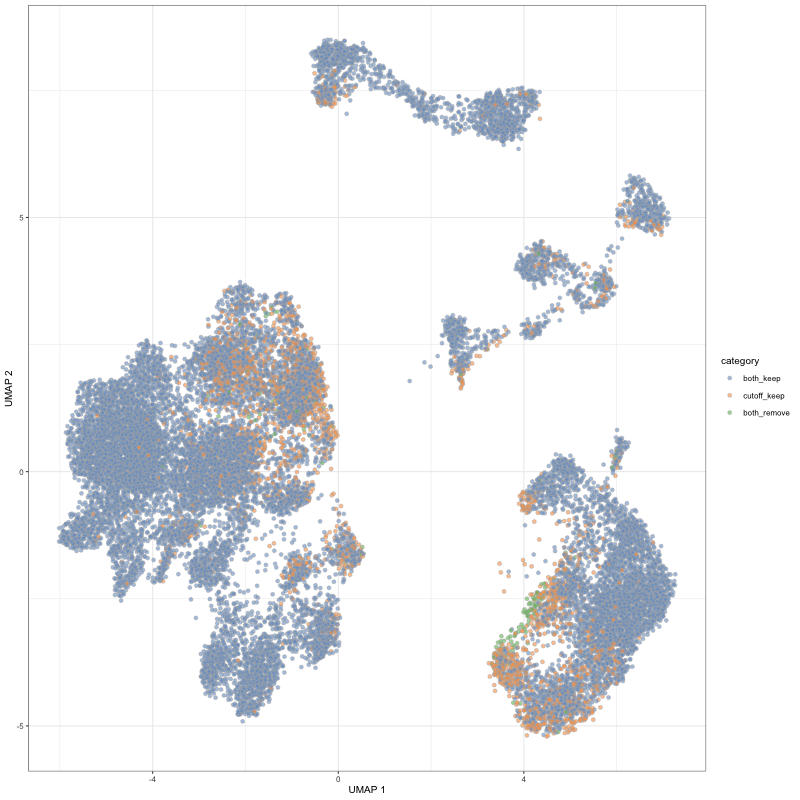 5
0
-5
-4
0
4
UMAP 1
UMAP 2
category
both_keep
cutoff_keep
both_remove